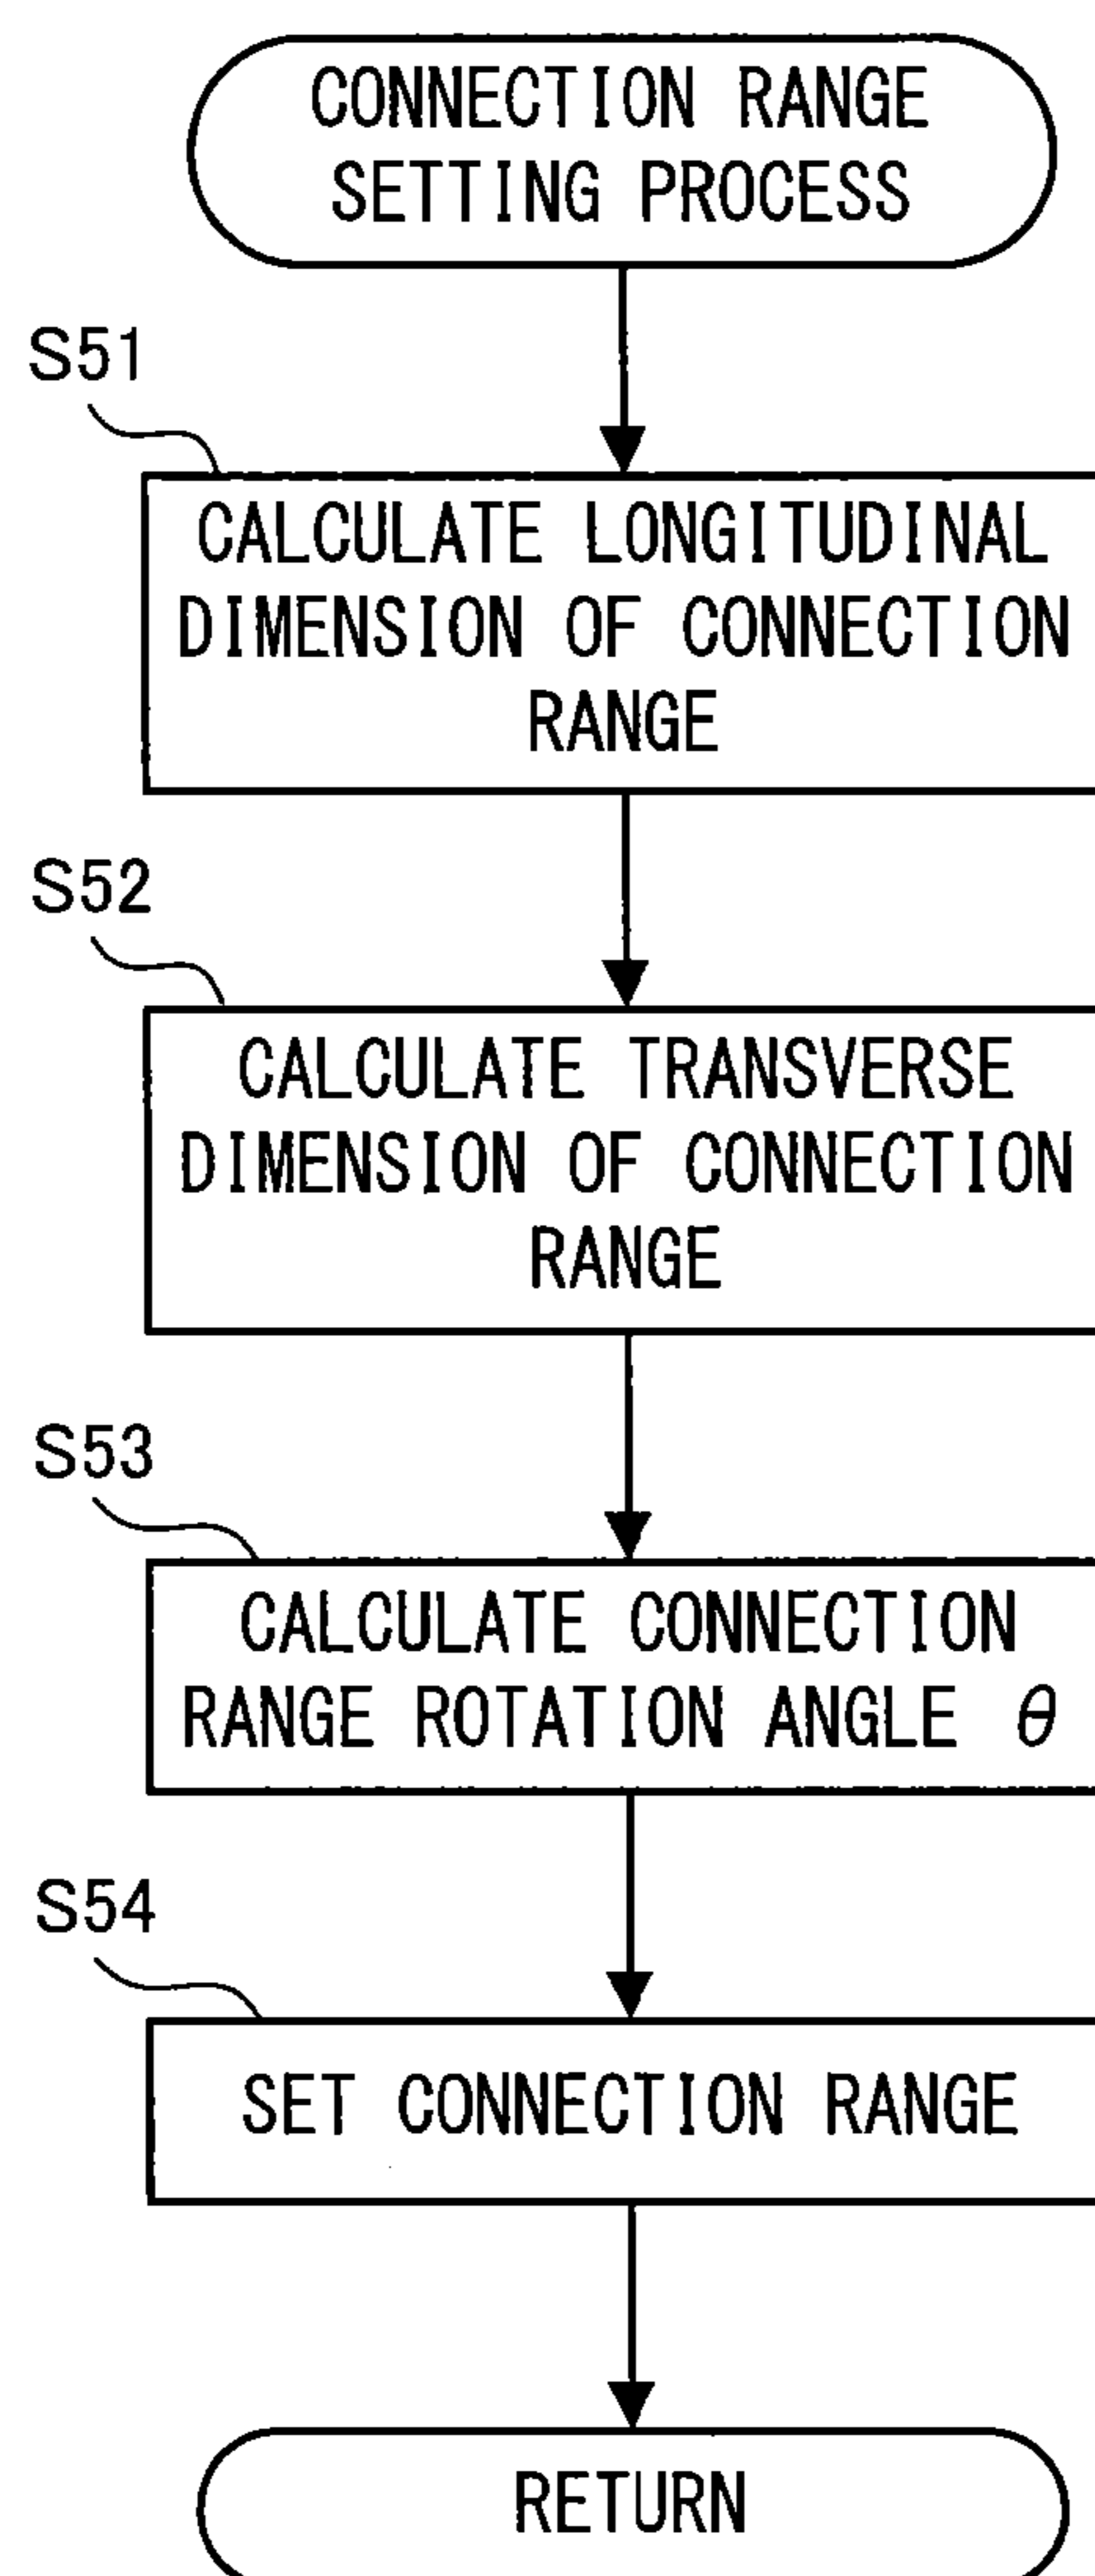 CONNECTION RANGE
SETTING PROCESS
S51
CALCULATE LONGITUDINAL
DIMENSION OF CONNECTION
RANGE
S52
CALCULATE TRANSVERSE
DIMENSION OF CONNECTION
RANGE
S53
CALCULATE CONNECTION
RANGE ROTATION ANGLE θ
S54
SET CONNECTION RANGE
RETURN